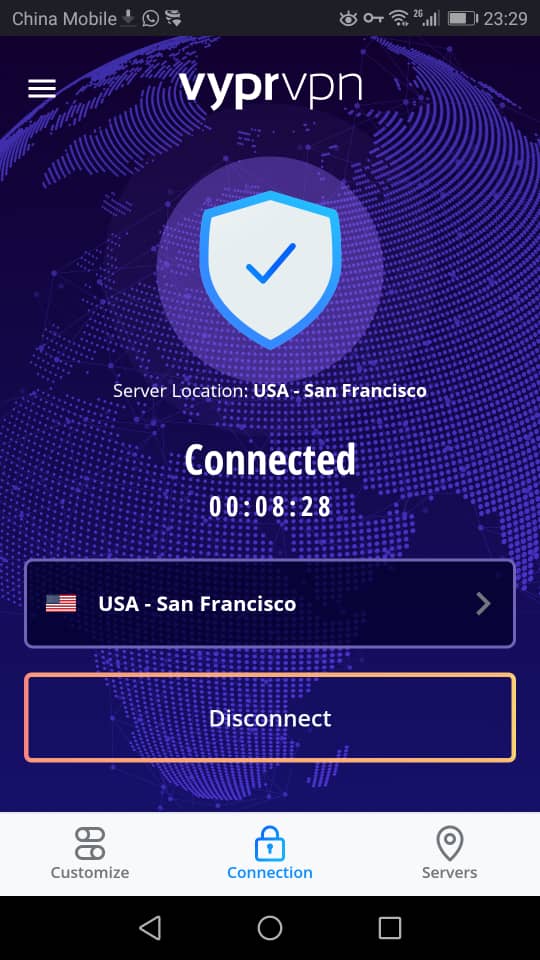 China Mobile 2G 23:29
vyprvpn
Server Location: USA - San Francisco
Connected
00:08:28
USA - San Francisco
Disconnect
Customize Connection Servers